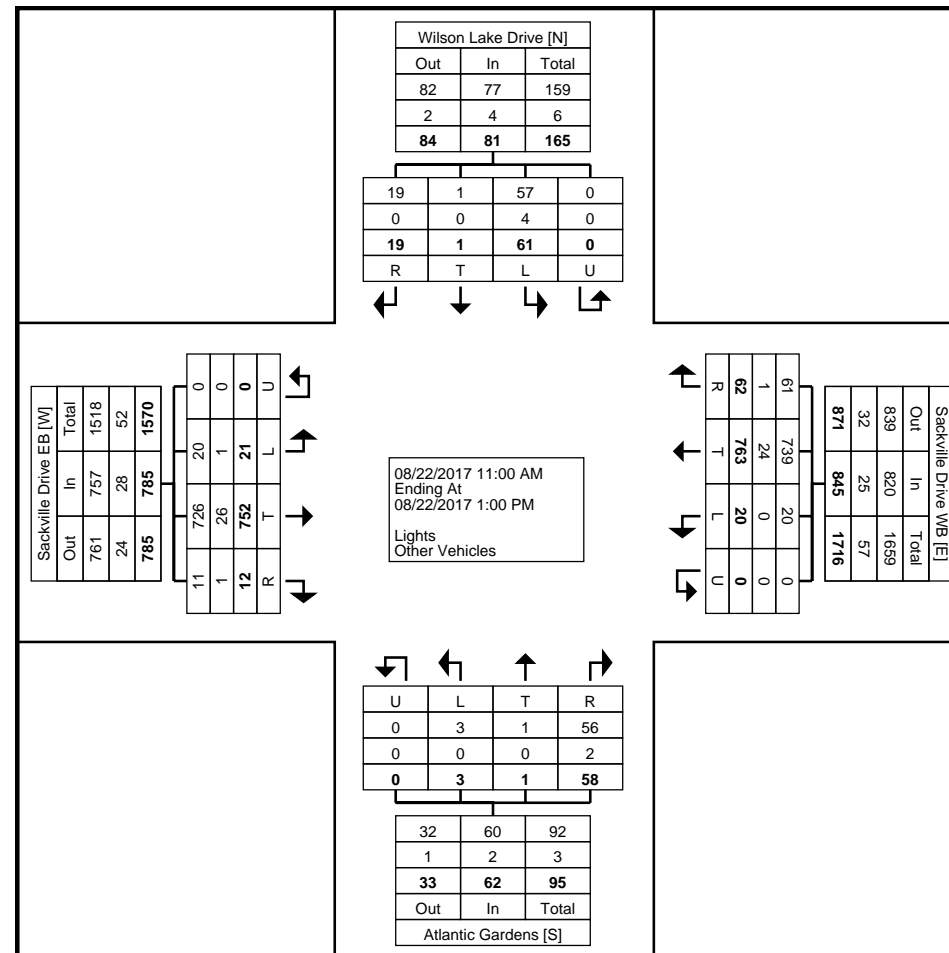 Wilson Lake Drive [N]
Out In Total
82 77 159
2 4 6
84 81 165
19 1 57 0
0 0 4 0
19 1 61 0
R T L U
Sackville Drive EB [W]
Total In Out
1518 757 761
52 28 24
1570 785 785
0 20 726 11
0 1 26 1
0 21 752 12
U L T R
08/22/2017 11:00 AM
Ending At
08/22/2017 1:00 PM
Lights
Other Vehicles
R T L U
62 763 20 0
1 24 0 0
61 739 20 0
871 845 1716
32 25 57
839 820 1659
Out In Total
Sackville Drive WB [E]
U L T R
0 3 1 56
0 0 0 2
0 3 1 58
32 60 92
1 2 3
33 62 95
Out In Total
Atlantic Gardens [S]